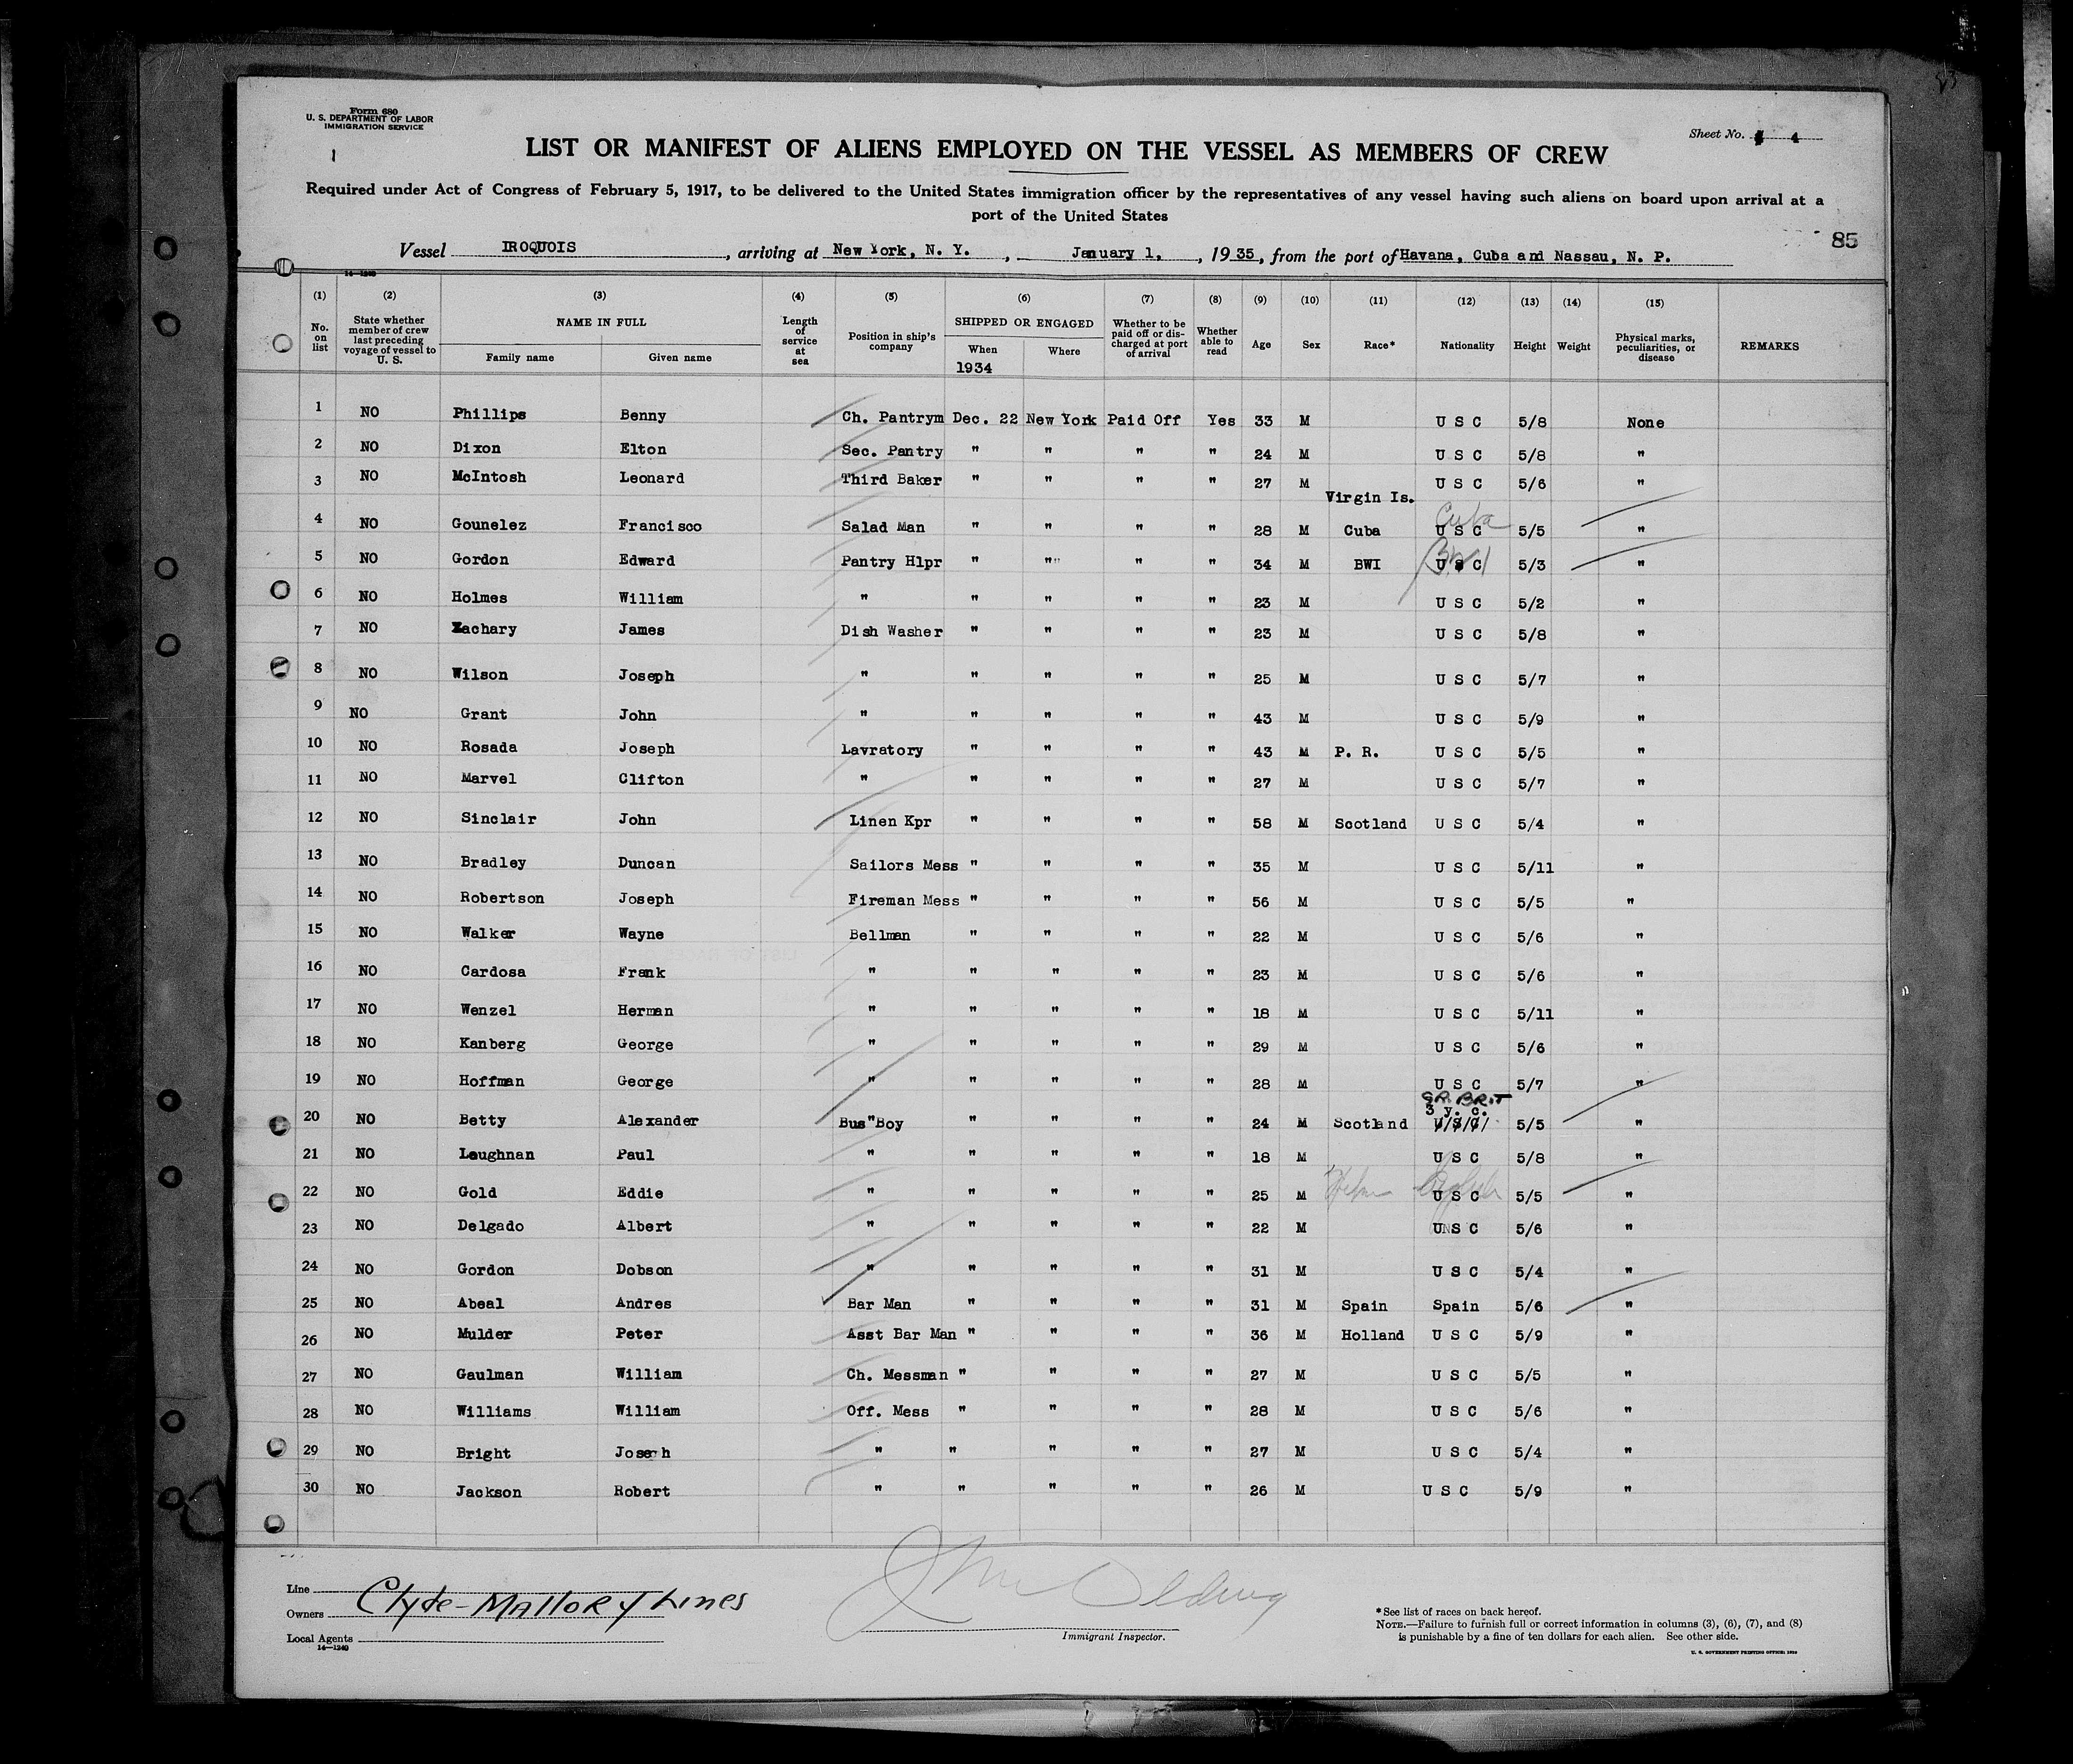 Form 680
U. S. DEPARTMENT OF LABOR
IMMIGRATION SERVICE
Sheet No. 4
LIST OR MANIFEST OF ALIENS EMPLOYED ON THE VESSEL AS MEMBERS OF CREW
Required under Act of Congress of February 5, 1917, to be delivered to the United States immigration officer by the representatives of any vessel having such aliens on board upon arrival at a
port of the United States
85
Vessel IROQUOIS, arriving at New York, N. Y., January 1, 1935, from the port of Havana, Cuba and Nassau, N. P.
14-1240
(1) (2) (3) (4) (5) (6) (7) (8) (9) (10) (11) (12) (13) (14) (15)
No. on list State whether member of crew last preceding voyage of vessel to U. S. NAME IN FULL Family name Given name Length of service at sea Position in ship's company SHIPPED OR ENGAGED When Where Whether to be paid off or discharged at port of arrival Whether able to read Age Sex Race* Nationality Height Weight Physical marks, peculiarities, or disease REMARKS
1934
1 NO Phillips Benny Ch. Pantrym Dec. 22 New York Paid Off Yes 33 M U S C 5/8 None
2 NO Dixon Elton Sec. Pantry " " " " 24 M U S C 5/8 "
3 NO McIntosh Leonard Third Baker " " " " 27 M U S C 5/6 "
Virgin Is.
4 NO Gounelez Francisco Salad Man " " " " 28 M Cuba Cuba U S C 5/5 "
5 NO Gordon Edward Pantry Hlpr " " " " 34 M BWI BWI U S C 5/3 "
6 NO Holmes William " " " " " 23 M U S C 5/2 "
7 NO Zachary James Dish Washer " " " " 23 M U S C 5/8 "
8 NO Wilson Joseph " " " " " 25 M U S C 5/7 "
9 NO Grant John " " " " " 43 M U S C 5/9 "
10 NO Rosada Joseph Lavratory " " " " 43 M P. R. U S C 5/5 "
11 NO Marvel Clifton " " " " " 27 M U S C 5/7 "
12 NO Sinclair John Linen Kpr " " " " 58 M Scotland U S C 5/4 "
13 NO Bradley Duncan Sailors Mess " " " " 35 M U S C 5/11 "
14 NO Robertson Joseph Fireman Mess " " " " 56 M U S C 5/5 "
15 NO Walker Wayne Bellman " " " " 22 M U S C 5/6 "
16 NO Cardosa Frank " " " " " 23 M U S C 5/6 "
17 NO Wenzel Herman " " " " " 18 M U S C 5/11 "
18 NO Kanberg George " " " " " 29 M U S C 5/6 "
19 NO Hoffman George " " " " " 28 M U S C 5/7 "
GR. BRIT
3 y. c.
20 NO Betty Alexander Bus"Boy " " " " 24 M Scotland U/S/C/ 5/5 "
21 NO Laughnan Paul " " " " " 18 M U S C 5/8 "
22 NO Gold Eddie " " " " " 25 M U S C 5/5 "
23 NO Delgado Albert " " " " " 22 M U S C 5/6 "
24 NO Gordon Dobson " " " " " 31 M U S C 5/4 "
25 NO Abeal Andres Bar Man " " " " 31 M Spain Spain 5/6 "
26 NO Mulder Peter Asst Bar Man " " " " 36 M Holland U S C 5/9 "
27 NO Gaulman William Ch. Messman " " " " 27 M U S C 5/5 "
28 NO Williams William Off. Mess " " " " 28 M U S C 5/6 "
29 NO Bright Joseph " " " " " 27 M U S C 5/4 "
30 NO Jackson Robert " " " " " 26 M U S C 5/9 "
Line
Owners Clyde-Mallory Lines
Local Agents
14-1240
Immigrant Inspector.
*See list of races on back hereof.
NOTE.—Failure to furnish full or correct information in columns (3), (6), (7), and (8)
is punishable by a fine of ten dollars for each alien. See other side.
U. S. GOVERNMENT PRINTING OFFICE: